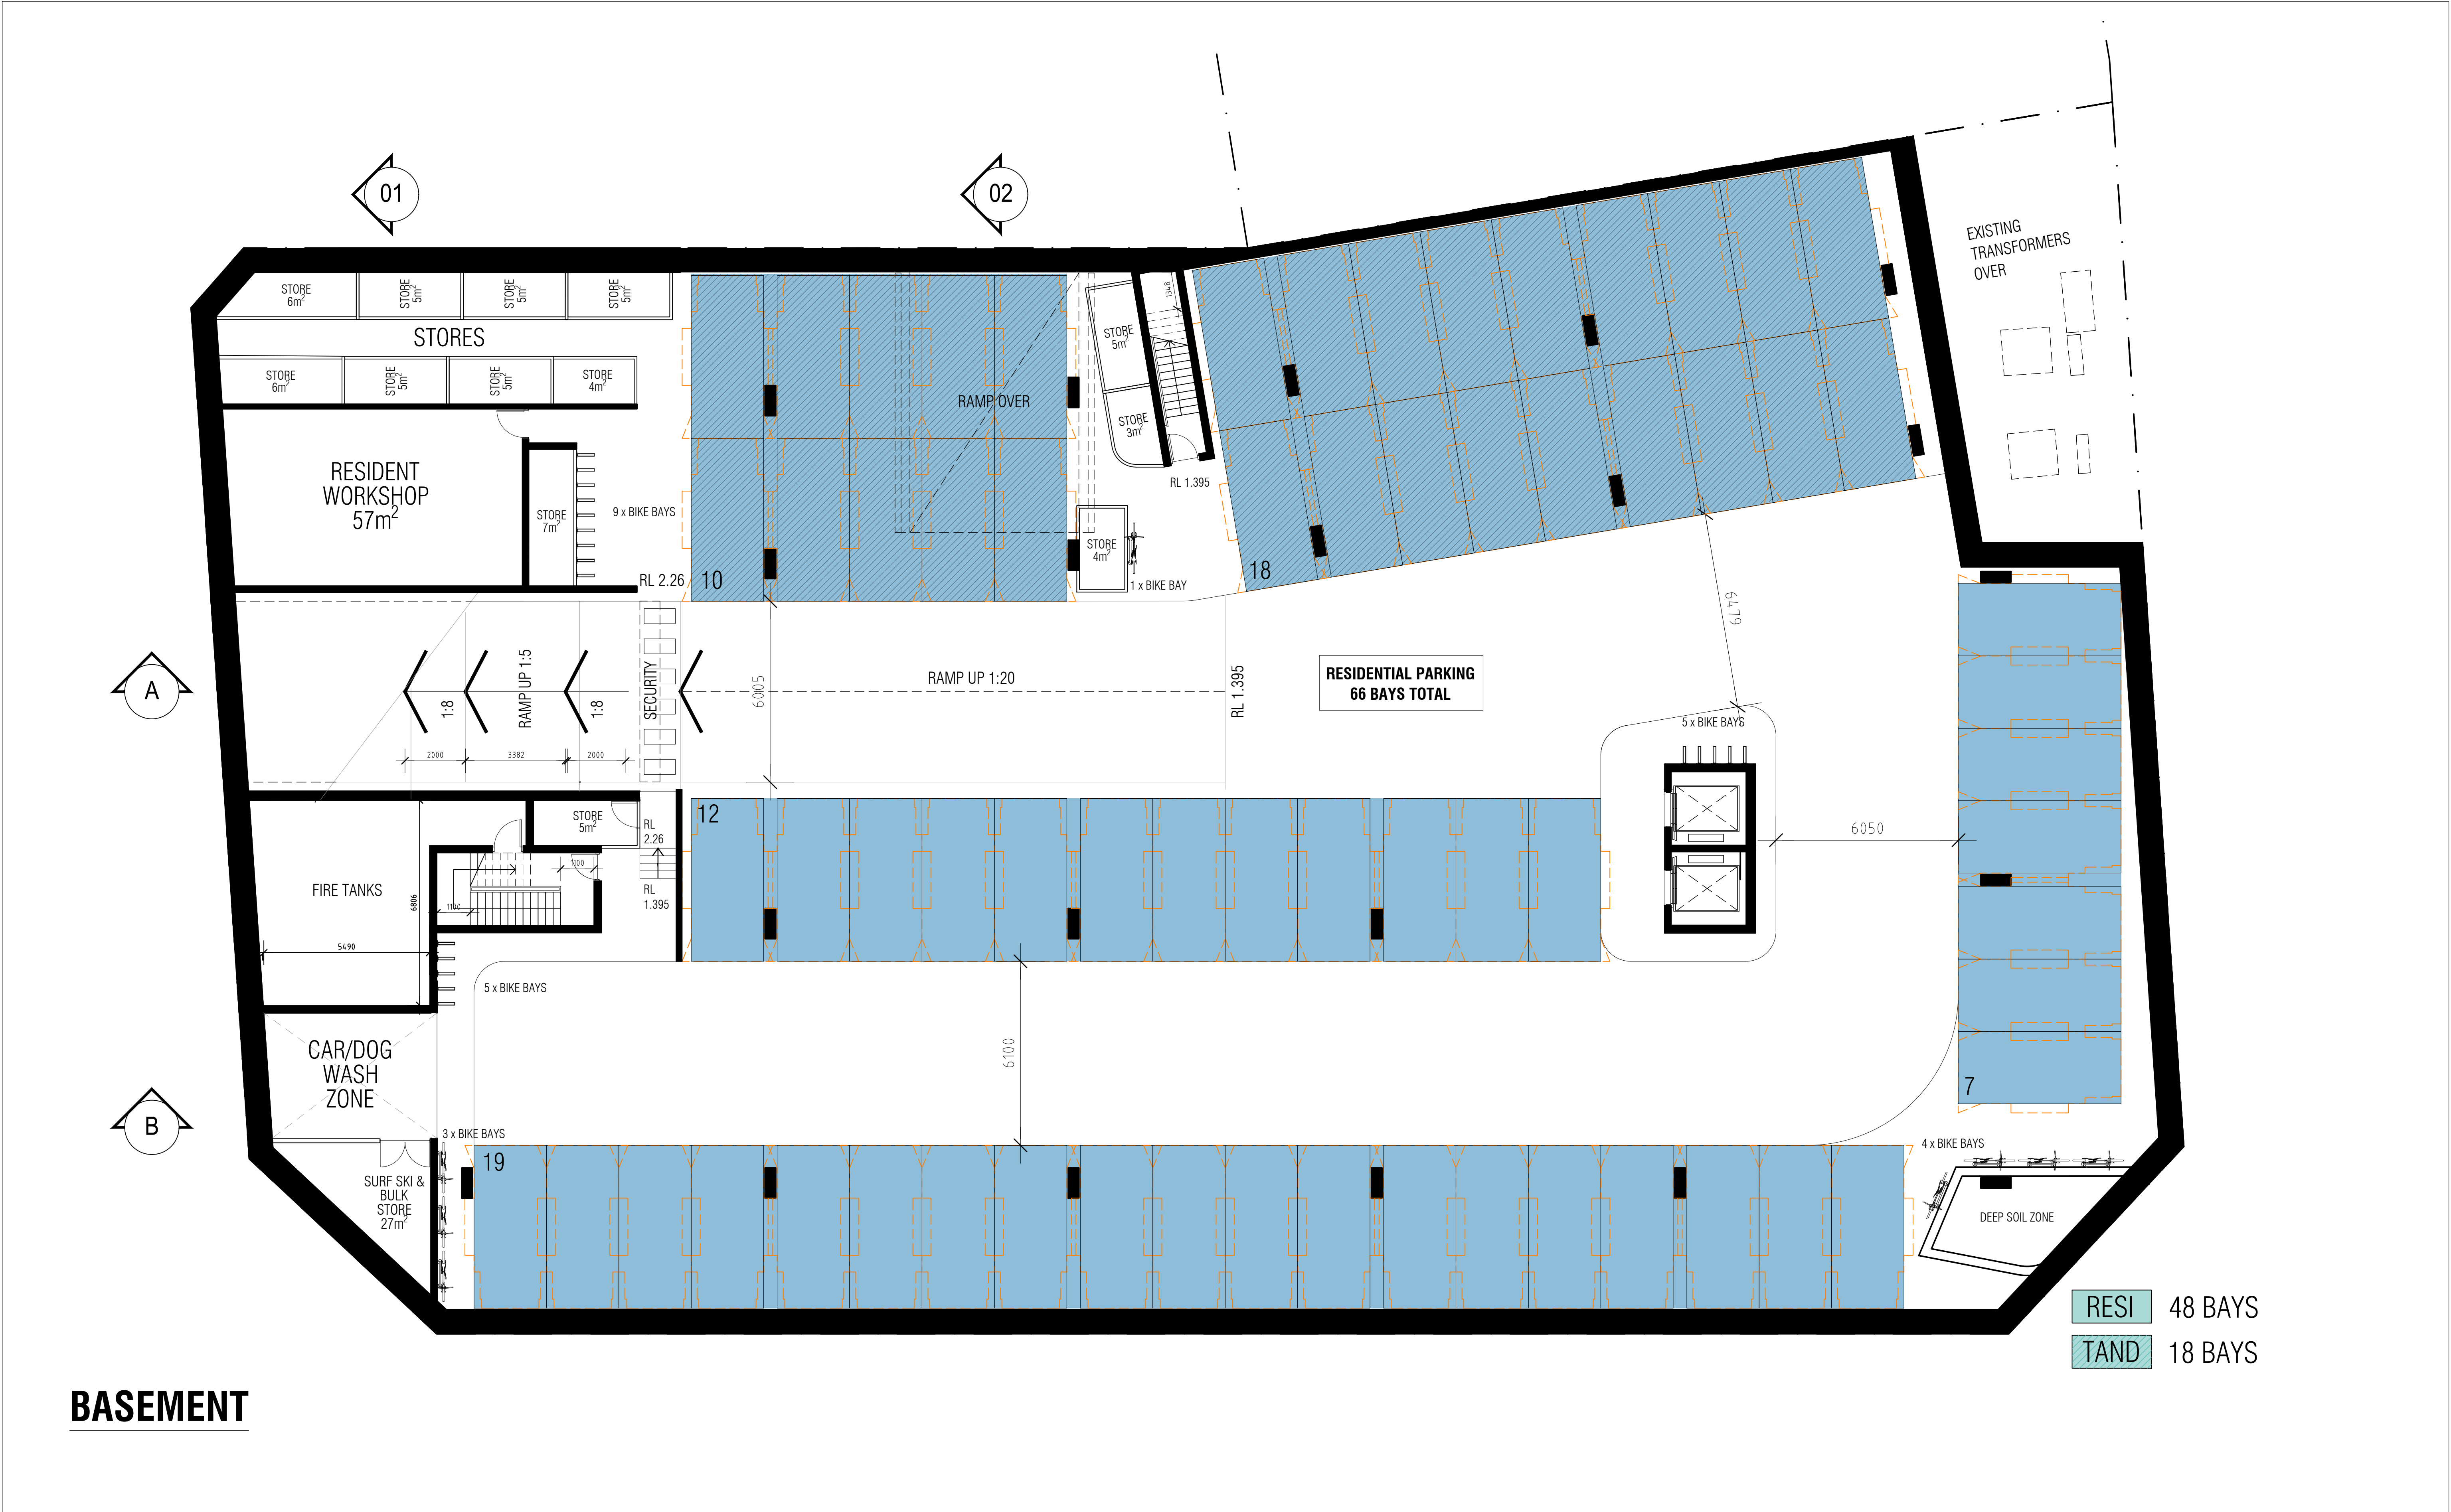 01
02
EXISTING
TRANSFORMERS
OVER
STORE
6m²
STORE
5m²
STORE
5m²
STORE
5m²
STORES
STORE
6m²
STORE
5m²
STORE
5m²
STORE
4m²
RAMP OVER
STORE
5m²
1348
STORE
3m²
RESIDENT
WORKSHOP
57m²
STORE
7m²
9 x BIKE BAYS
RL 1.395
STORE
4m²
1 x BIKE BAY
RL 2.26
10
18
6479
A
1:8
RAMP UP 1:5
1:8
SECURITY
6005
RAMP UP 1:20
RL 1.395
RESIDENTIAL PARKING
66 BAYS TOTAL
5 x BIKE BAYS
2000
3382
2000
STORE
5m²
RL
2.26
12
6050
1100
FIRE TANKS
6806
1100
RL
1.395
5490
5 x BIKE BAYS
6100
CAR/DOG
WASH
ZONE
7
B
3 x BIKE BAYS
19
4 x BIKE BAYS
SURF SKI &
BULK
STORE
27m²
DEEP SOIL ZONE
RESI 48 BAYS
TAND 18 BAYS
BASEMENT